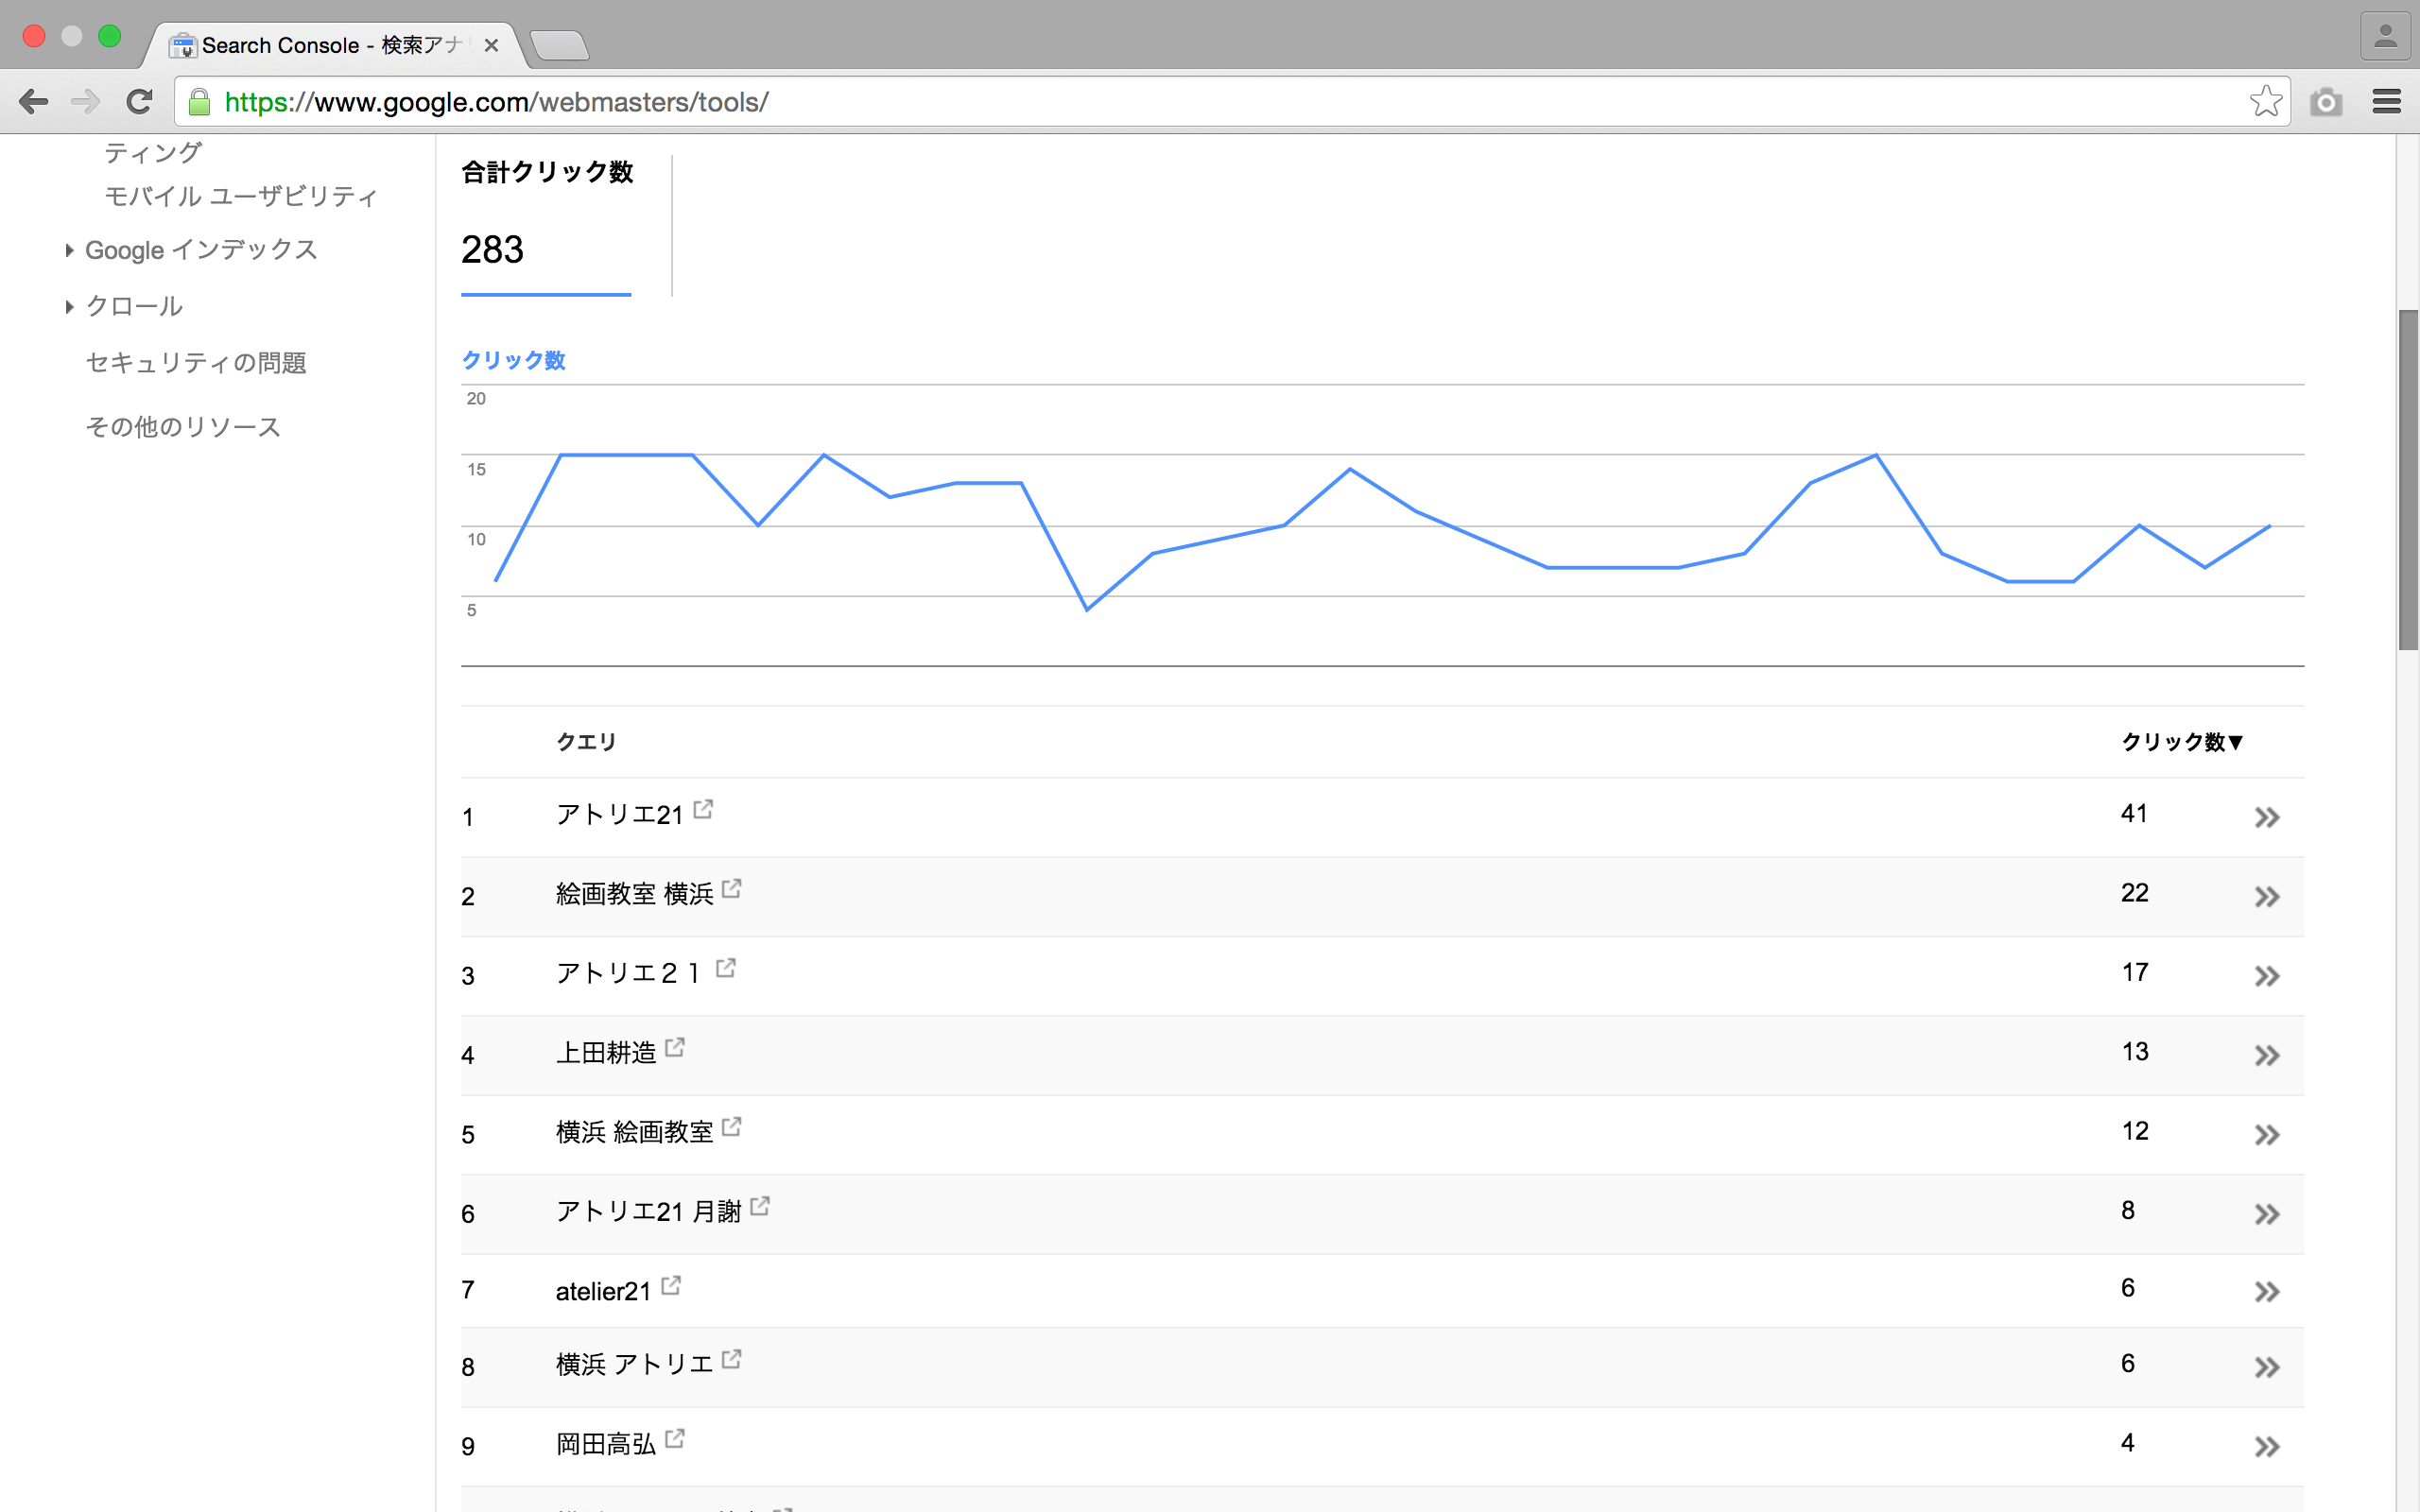 Search Console - 検索アナ
https://www.google.com/webmasters/tools/
ティング
モバイル ユーザビリティ
Google インデックス
クロール
セキュリティの問題
その他のリソース
合計クリック数
283
クリック数
20
15
10
5
クエリ クリック数▼
1 アトリエ21 41
2 絵画教室 横浜 22
3 アトリエ２１ 17
4 上田耕造 13
5 横浜 絵画教室 12
6 アトリエ21 月謝 8
7 atelier21 6
8 横浜 アトリエ 6
9 岡田高弘 4